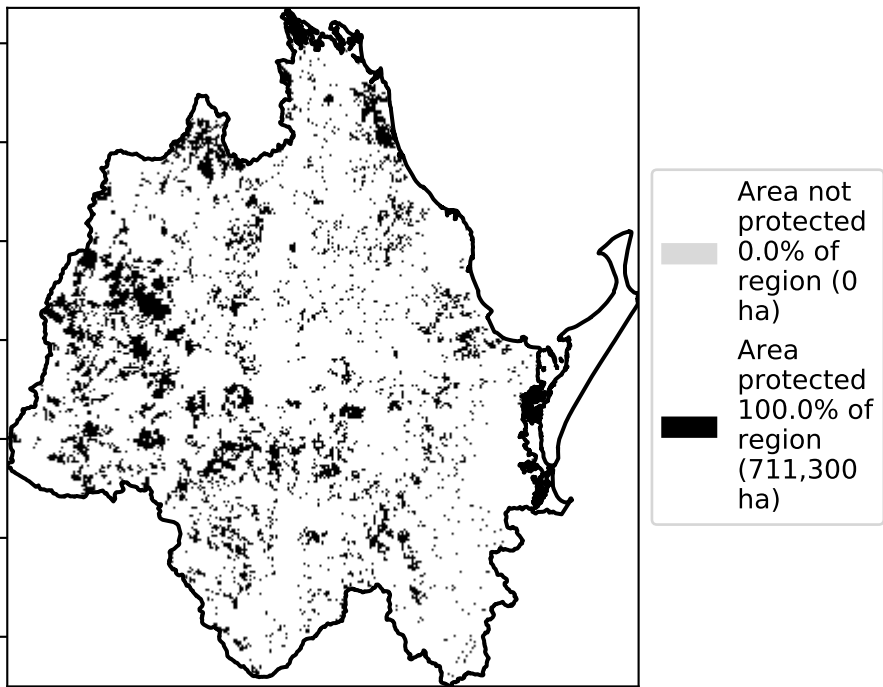 Area not
protected
0.0% of
region (0
ha)
Area
protected
100.0% of
region
(711,300
ha)